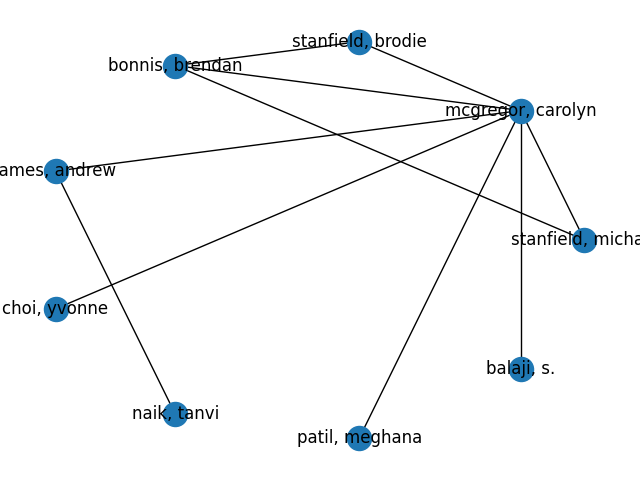 stanfield, brodie
bonnis, brendan
mcgregor, carolyn
ames, andrew
stanfield, micha
choi, yvonne
balaji, s.
naik, tanvi
patil, meghana